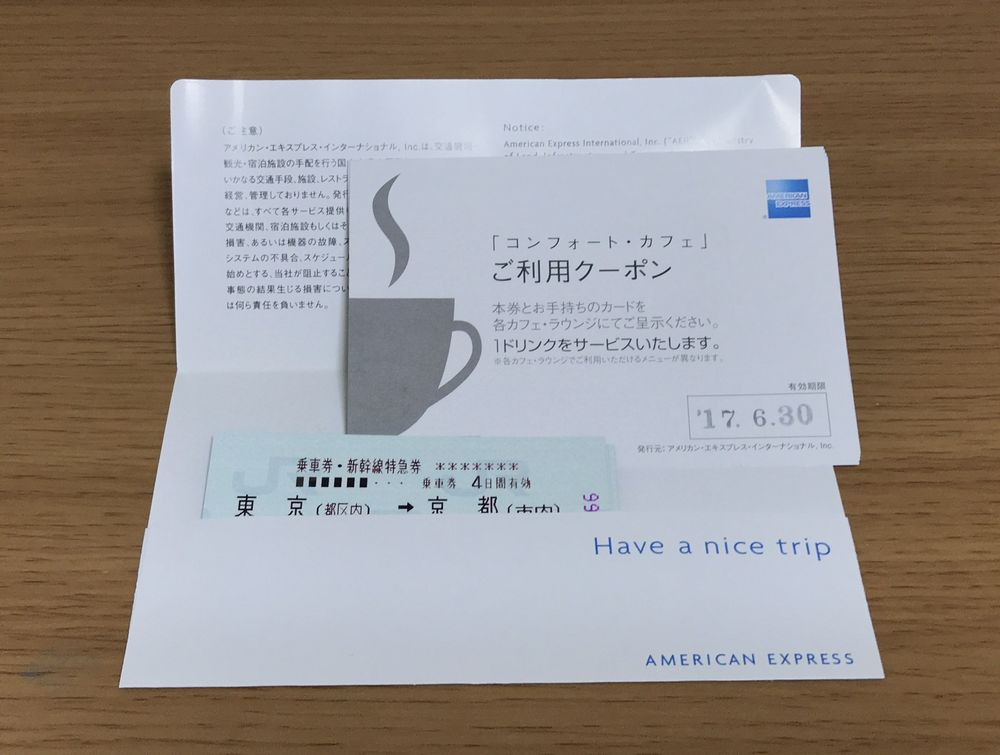 (ご注意)
アメリカン・エキスプレス・インターナショナル, Inc.は、交通機関・
観光・宿泊施設の手配を行う
いかなる交通手段、施設、レストラ
経営、管理しておりません。発行
などは、すべて各サービス提供
交通機関、宿泊施設もしくはそ
損害、あるいは機器の故障、
システムの不具合、スケジュール
始めとする、当社が阻止するこ
事態の結果生じる損害につい
は何ら責任を負いません。
Notice:
American Express International, Inc. ("AEII")
AMERICAN
EXPRESS
「コンフォート・カフェ」
ご利用クーポン
本券とお手持ちのカードを
各カフェ・ラウンジにてご呈示ください。
1ドリンクをサービスいたします。
※各カフェ・ラウンジでご利用いただけるメニューが異なります。
有効期限
'17. 6.30
発行元: アメリカン・エキスプレス・インターナショナル, Inc.
乗車券・新幹線特急券 *******
■■■■■■・・・ 乗車券 4日間有効
東 京 (都区内) → 京 都 (市内)
66
Have a nice trip
AMERICAN EXPRESS